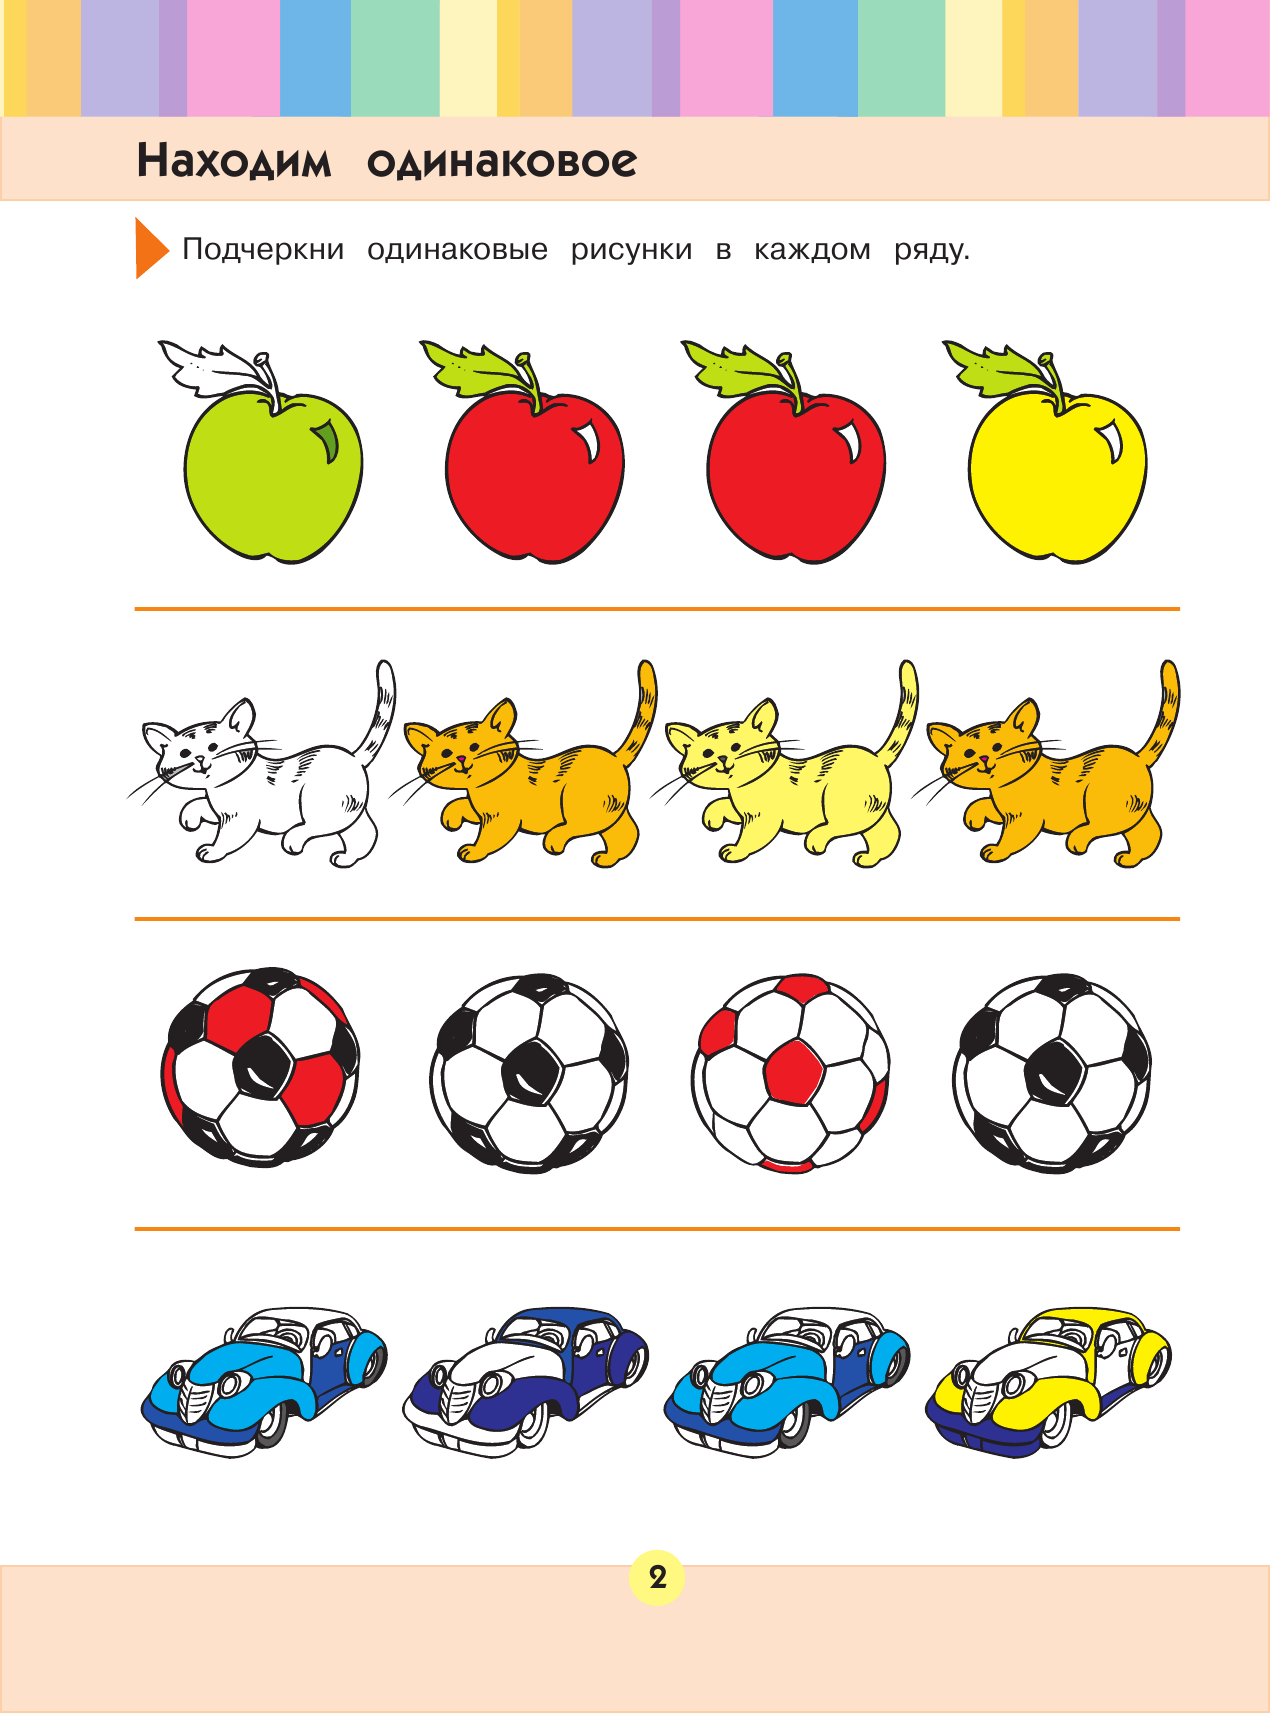 Находим одинаковое
Подчеркни одинаковые рисунки в каждом ряду.
2